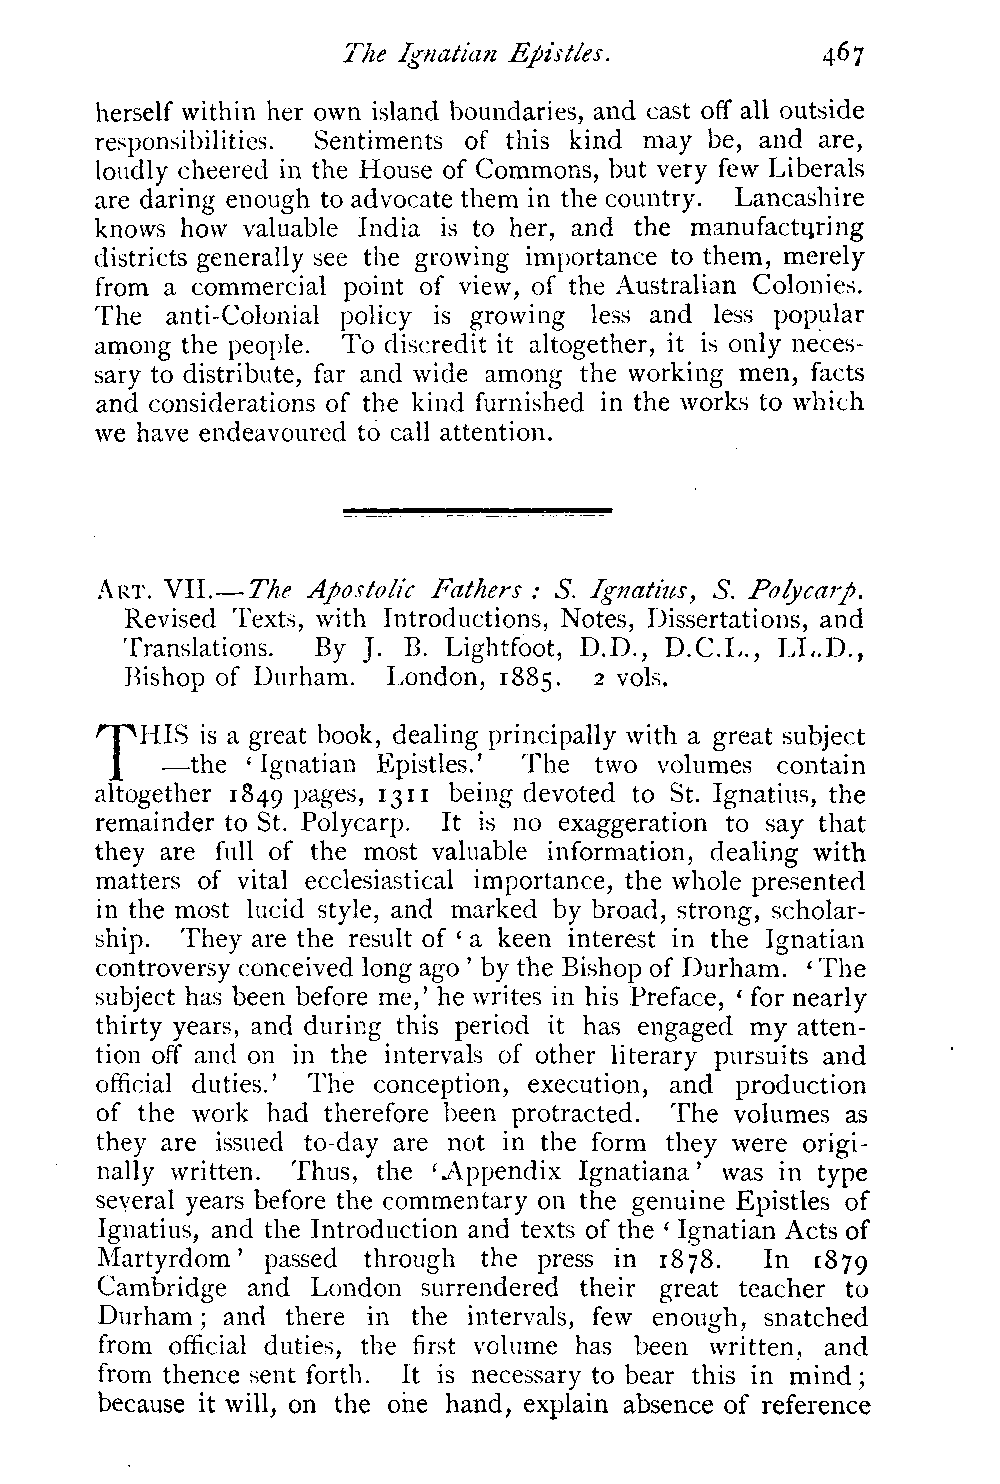 The Ignatian Epistles. 467
herself within her own island boundaries, and cast off all outside
responsibilities. Sentiments of this kind may be, and are,
loudly cheered in the House of Commons, but very few Liberals
are daring enough to advocate them in the country. Lancashire
knows how valuable India is to her, and the manufacturing
districts generally see the growing importance to them, merely
from a commercial point of view, of the Australian Colonies.
The anti-Colonial policy is growing less and less popular
among the people. To discredit it altogether, it is only neces-
sary to distribute, far and wide among the working men, facts
and considerations of the kind furnished in the works to which
we have endeavoured to call attention.
ART. VII.—The Apostolic Fathers : S. Ignatius, S. Polycarp.
Revised Texts, with Introductions, Notes, Dissertations, and
Translations. By J. B. Lightfoot, D.D., D.C.L., LL.D.,
Bishop of Durham. London, 1885. 2 vols.
THIS is a great book, dealing principally with a great subject
—the ‘ Ignatian Epistles.’ The two volumes contain
altogether 1849 pages, 1311 being devoted to St. Ignatius, the
remainder to St. Polycarp. It is no exaggeration to say that
they are full of the most valuable information, dealing with
matters of vital ecclesiastical importance, the whole presented
in the most lucid style, and marked by broad, strong, scholar-
ship. They are the result of ‘ a keen interest in the Ignatian
controversy conceived long ago ’ by the Bishop of Durham. ‘ The
subject has been before me,’ he writes in his Preface, ‘ for nearly
thirty years, and during this period it has engaged my atten-
tion off and on in the intervals of other literary pursuits and
official duties.’ The conception, execution, and production
of the work had therefore been protracted. The volumes as
they are issued to-day are not in the form they were origi-
nally written. Thus, the ‘ Appendix Ignatiana ’ was in type
several years before the commentary on the genuine Epistles of
Ignatius, and the Introduction and texts of the ‘ Ignatian Acts of
Martyrdom ’ passed through the press in 1878. In 1879
Cambridge and London surrendered their great teacher to
Durham ; and there in the intervals, few enough, snatched
from official duties, the first volume has been written, and
from thence sent forth. It is necessary to bear this in mind ;
because it will, on the one hand, explain absence of reference